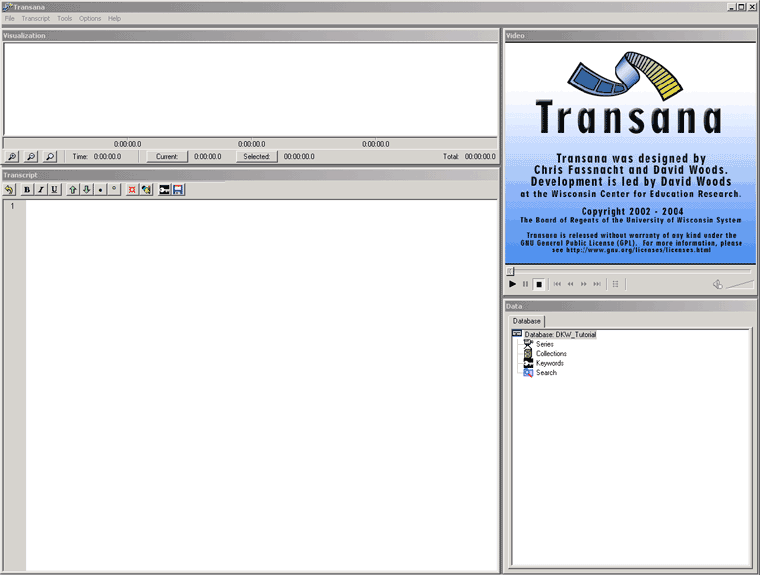 Transana
File Transcript Tools Options Help
Visualization
0:00:00.0 0:00:00.0 0:00:00.0
Time: 0:00:00.0 Current: 0:00:00.0 Selected: 00:00:00.0 Total: 00:00:00.0
Transcript
B I U
1
Video
Transana
Transana was designed by
Chris Fassnacht and David Woods.
Development is led by David Woods
at the Wisconsin Center for Education Research.
Copyright 2002 - 2004
The Board of Regents of the University of Wisconsin System
Transana is released without warranty of any kind under the
GNU General Public License (GPL). For more information, please
see http://www.gnu.org/licenses/licenses.html
Data
Database
Database: DKW_Tutorial
Series
Collections
Keywords
Search